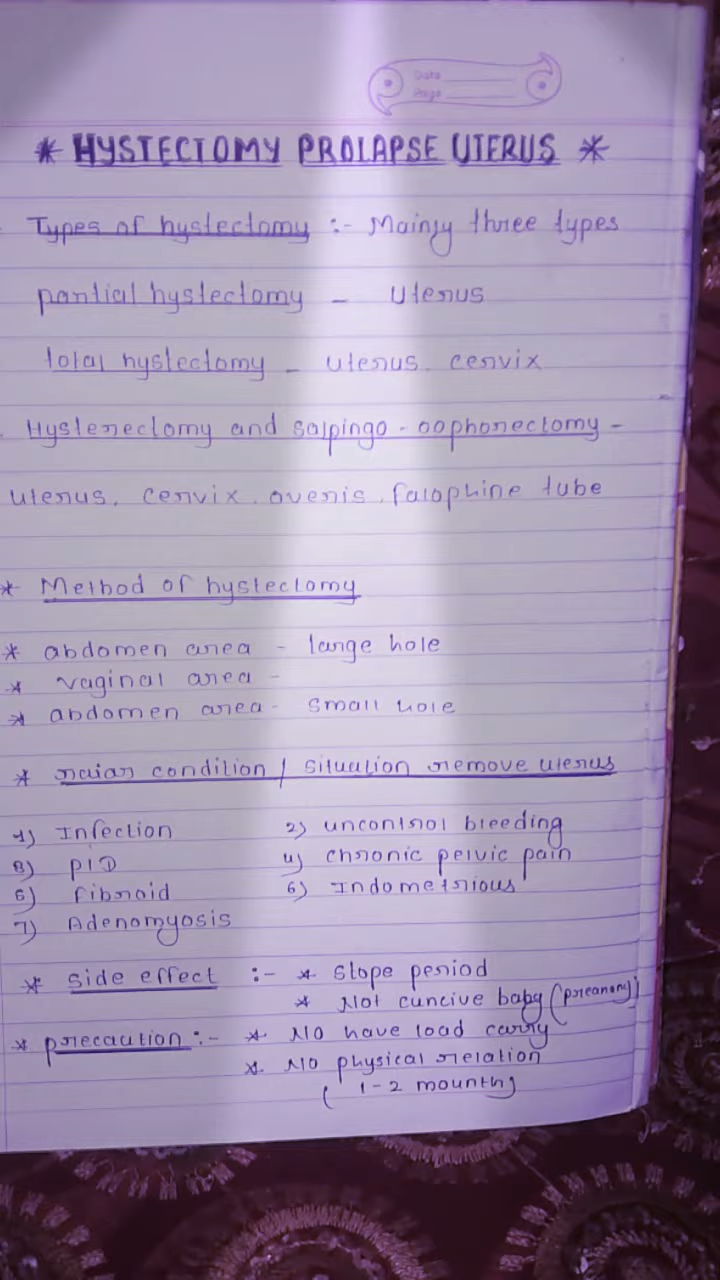 Date
Page
* HYSTECTOMY PROLAPSE UTERUS *
Types of hystectomy :- Mainsy three types
partial hystectomy - Uterus
total hystectomy - uterus. cervix
Hysterectomy and salpingo - oophorectomy -
uterus. cervix. overis. falophine tube
* Method of hystectomy
* abdomen area - large hole
* vaginal area -
* abdomen area - small hole
* condition / situation remove uterus
1) Infection 2) uncontrol bleeding
3) PID 4) chronic pelvic pain
5) fibroid 6) Indometrious
7) Adenomyosis
* side effect :- * Stope period
* Not cuncive baby (
* precaution :- * No have load carry
* No physical relation
( 1-2 mounth)